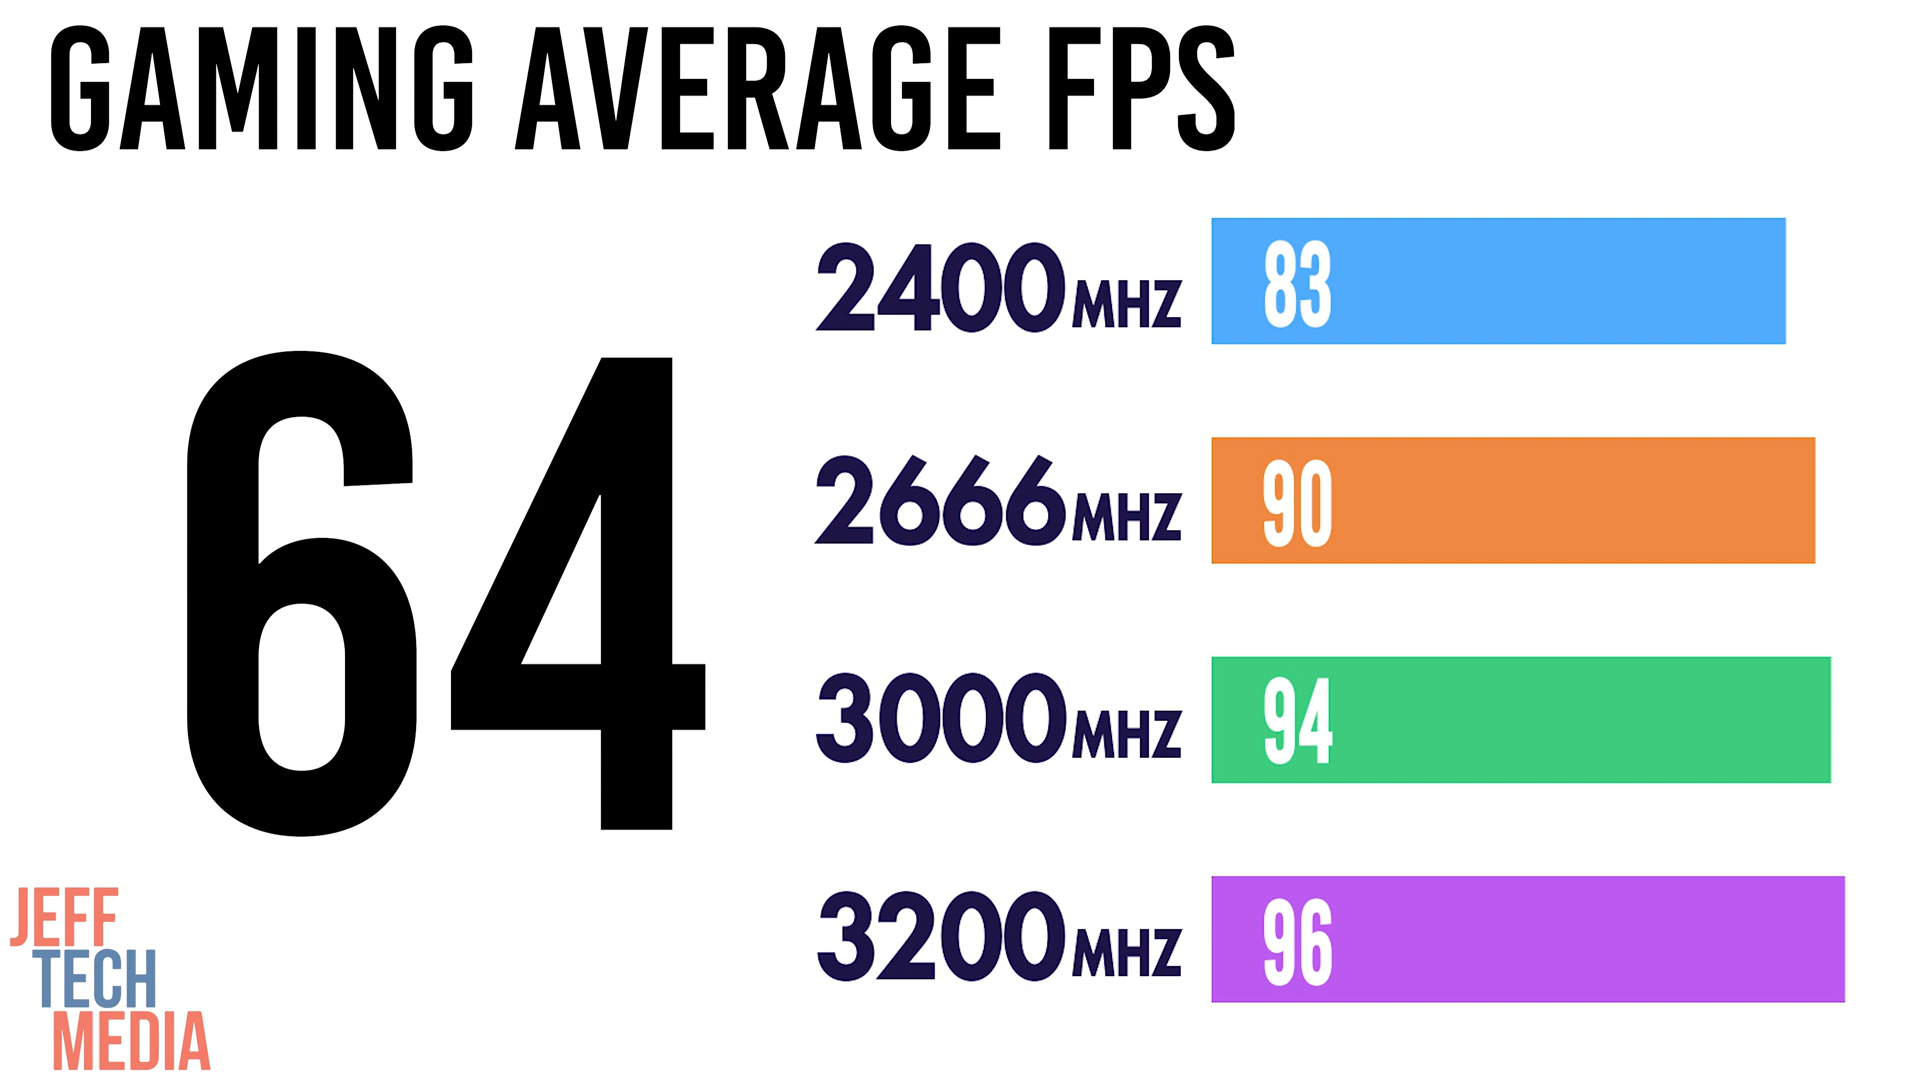 GAMING AVERAGE FPS
64
2400MHZ 83
2666MHZ 90
3000MHZ 94
3200MHZ 96
JEFF
TECH
MEDIA